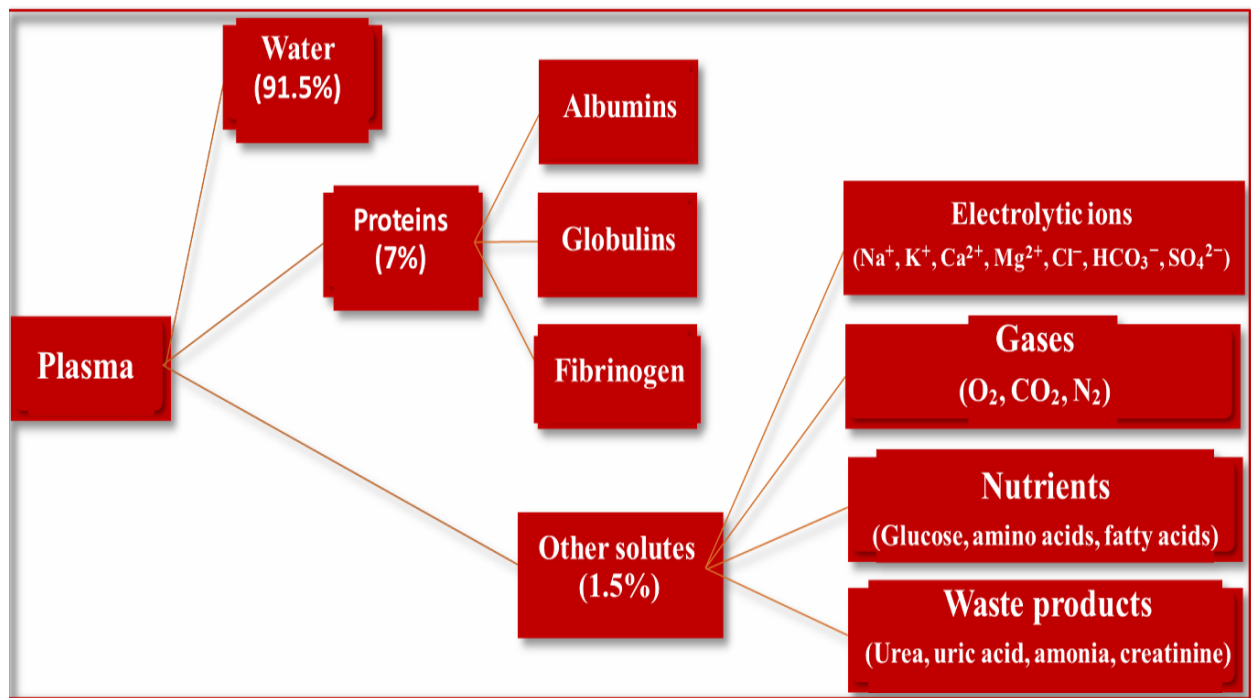 Plasma
Water
(91.5%)
Proteins
(7%)
Albumins
Globulins
Fibrinogen
Other solutes
(1.5%)
Electrolytic ions
(Na⁺, K⁺, Ca²⁺, Mg²⁺, Cl⁻, HCO₃⁻, SO₄²⁻)
Gases
(O₂, CO₂, N₂)
Nutrients
(Glucose, amino acids, fatty acids)
Waste products
(Urea, uric acid, amonia, creatinine)